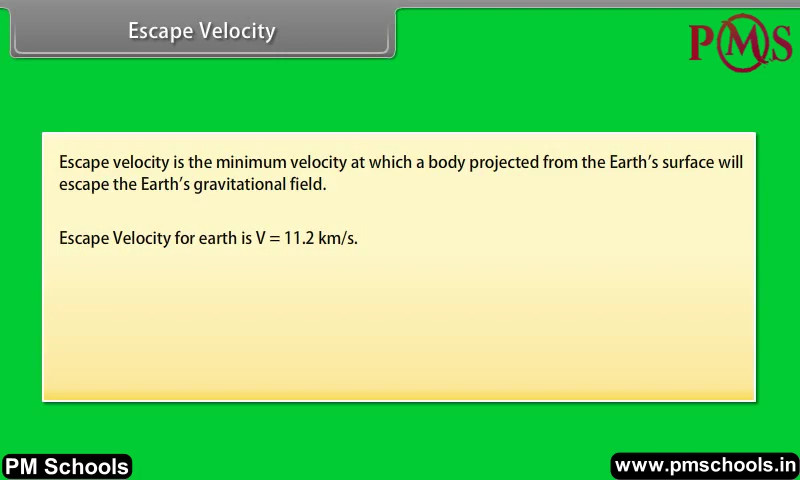 Escape Velocity
PMS
Escape velocity is the minimum velocity at which a body projected from the Earth's surface will
escape the Earth's gravitational field.
Escape Velocity for earth is V = 11.2 km/s.
PM Schools
www.pmschools.in